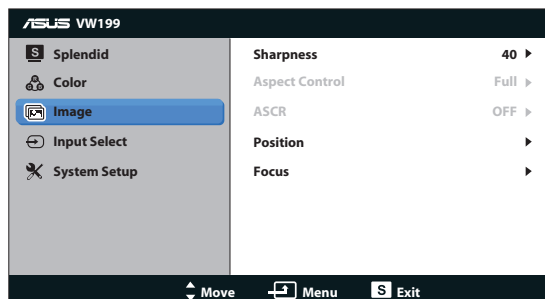 ASUS VW199
S Splendid
Color
Image
Input Select
System Setup
Sharpness 40
Aspect Control Full
ASCR OFF
Position
Focus
Move Menu S Exit